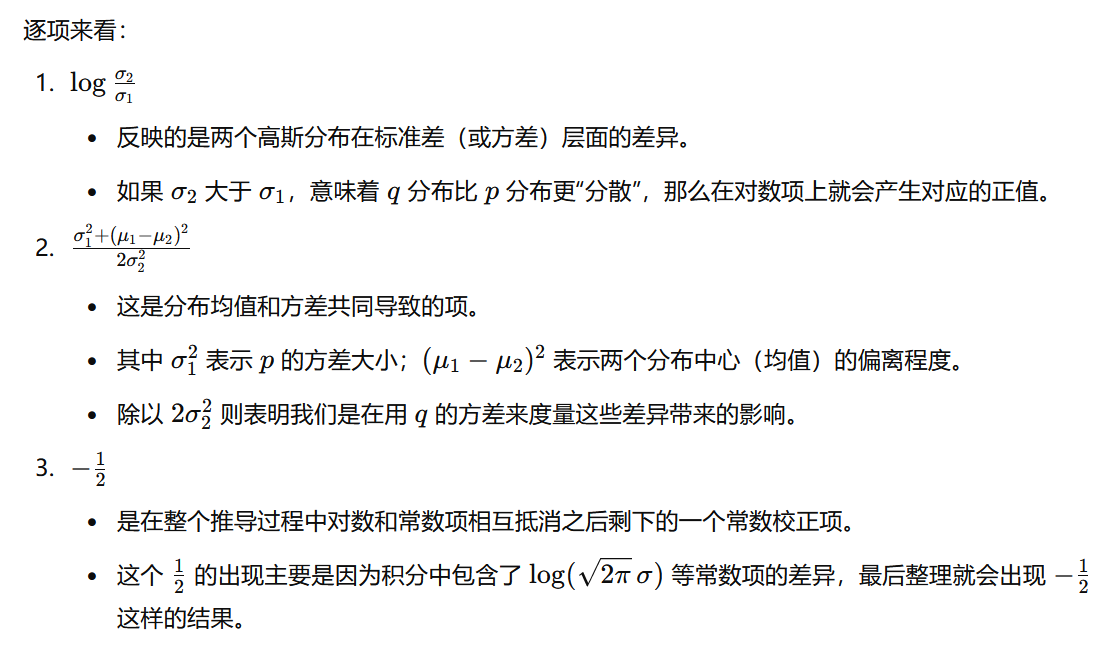 逐项来看：
1. $\log \frac{\sigma_2}{\sigma_1}$
• 反映的是两个高斯分布在标准差（或方差）层面的差异。
• 如果 $\sigma_2$ 大于 $\sigma_1$，意味着 $q$ 分布比 $p$ 分布更“分散”，那么在对数项上就会产生对应的正值。
2. $\frac{\sigma_1^2+(\mu_1-\mu_2)^2}{2\sigma_2^2}$
• 这是分布均值和方差共同导致的项。
• 其中 $\sigma_1^2$ 表示 $p$ 的方差大小；$(\mu_1-\mu_2)^2$ 表示两个分布中心（均值）的偏离程度。
• 除以 $2\sigma_2^2$ 则表明我们是在用 $q$ 的方差来度量这些差异带来的影响。
3. $-\frac{1}{2}$
• 是在整个推导过程中对数和常数项相互抵消之后剩下的一个常数校正项。
• 这个 $\frac{1}{2}$ 的出现主要是因为积分中包含了 $\log(\sqrt{2\pi}\,\sigma)$ 等常数项的差异，最后整理就会出现 $-\frac{1}{2}$
这样的结果。